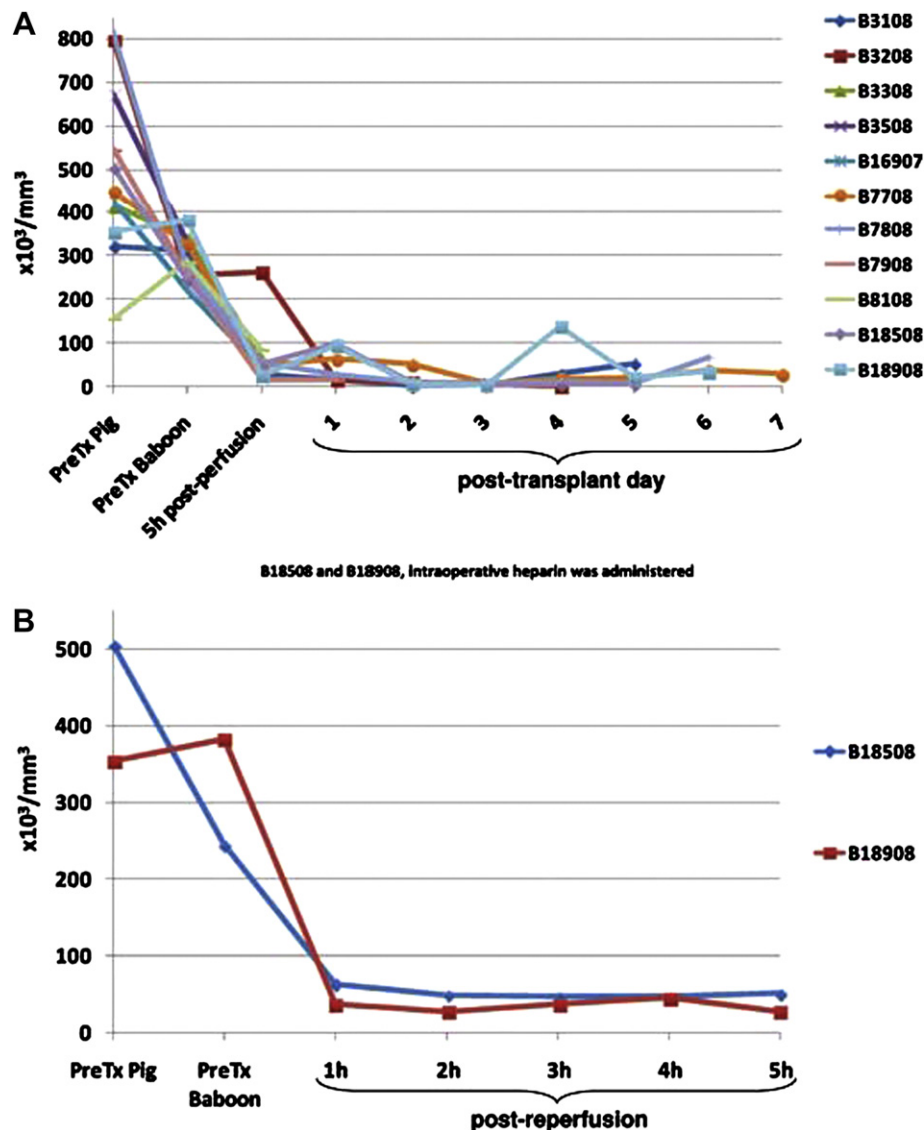 A
x10³/mm³
800
700
600
500
400
300
200
100
0
PreTx Pig
PreTx Baboon
5h post-perfusion
1
2
3
4
5
6
7
post-transplant day
B3108
B3208
B3308
B3508
B16907
B7708
B7808
B7908
B8108
B18508
B18908
B18508 and B18908, intraoperative heparin was administered
B
x10³/mm³
500
400
300
200
100
0
PreTx Pig
PreTx
Baboon
1h
2h
3h
4h
5h
post-reperfusion
B18508
B18908